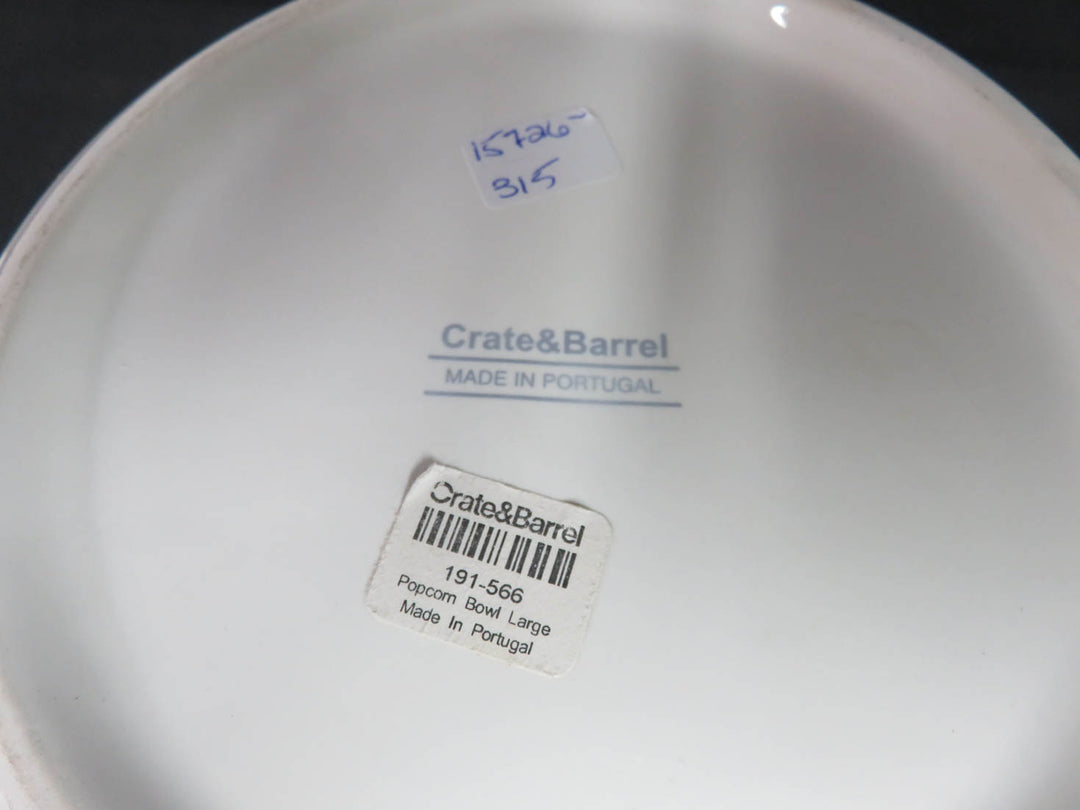 15726-
315
Crate&Barrel
MADE IN PORTUGAL
Crate&Barrel
191-566
Popcorn Bowl Large
Made In Portugal